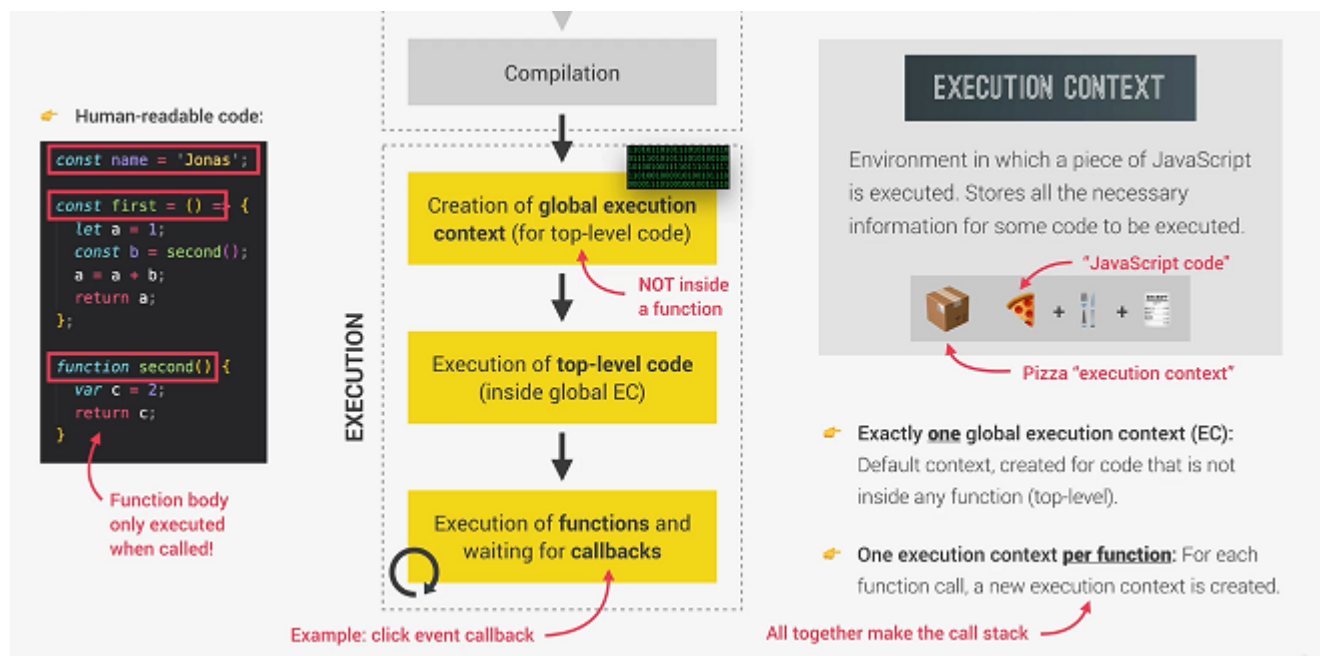 Compilation
👉 Human-readable code:
const name = 'Jonas';
const first = () => {
let a = 1;
const b = second();
a = a + b;
return a;
};
function second() {
var c = 2;
return c;
}
Function body
only executed
when called!
EXECUTION
Creation of global execution
context (for top-level code)
NOT inside
a function
Execution of top-level code
(inside global EC)
Execution of functions and
waiting for callbacks
Example: click event callback
EXECUTION CONTEXT
Environment in which a piece of JavaScript
is executed. Stores all the necessary
information for some code to be executed.
“JavaScript code”
+ +
Pizza “execution context”
👉 Exactly one global execution context (EC):
Default context, created for code that is not
inside any function (top-level).
👉 One execution context per function: For each
function call, a new execution context is created.
All together make the call stack